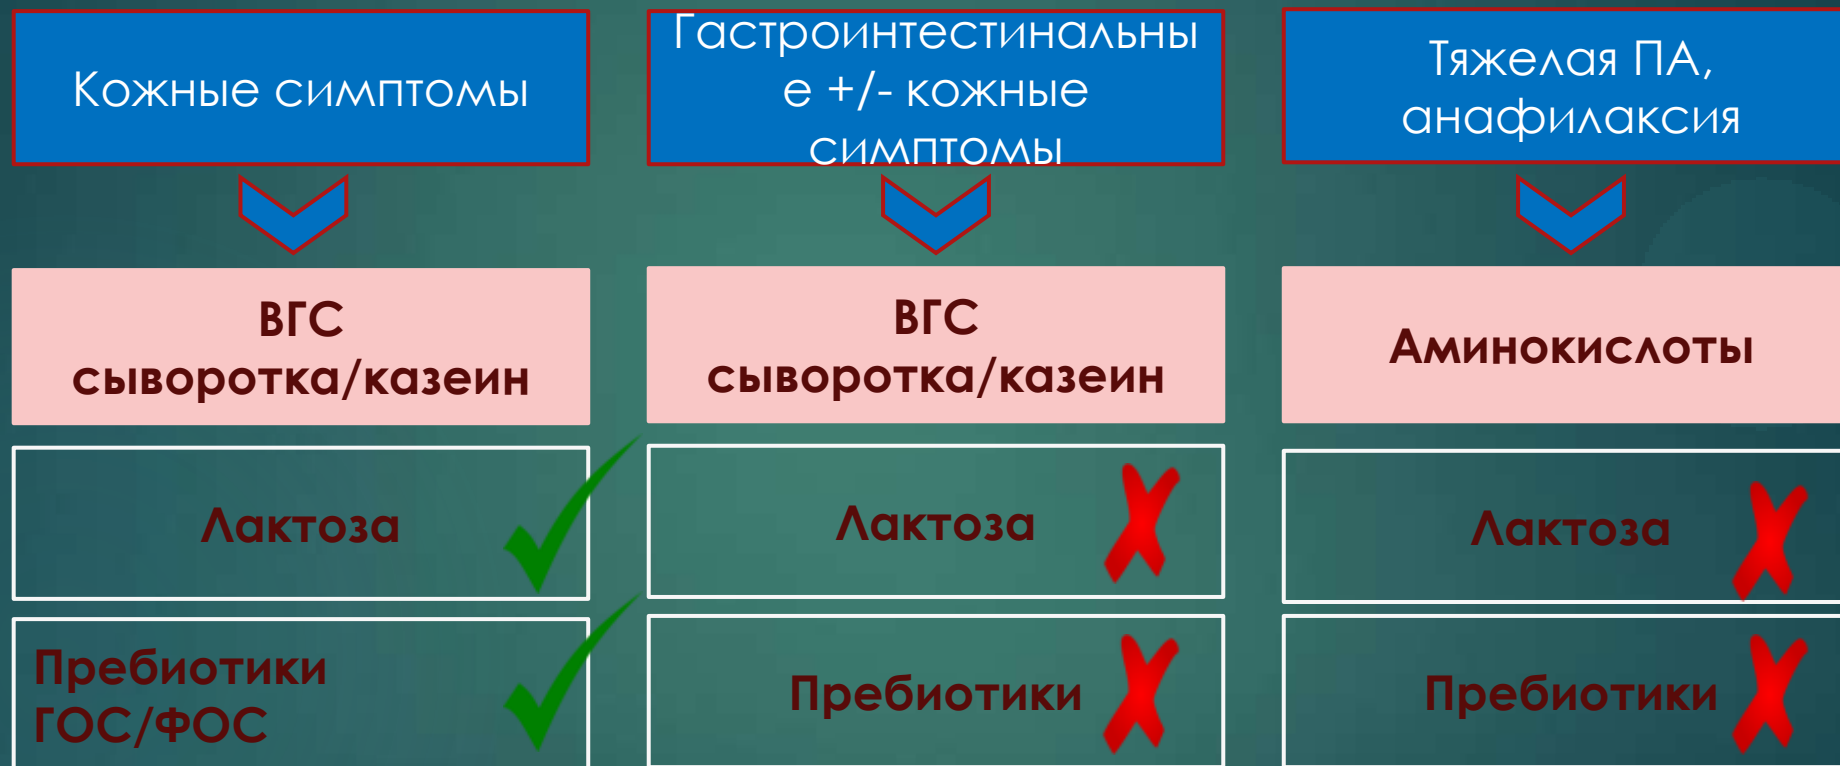 Кожные симптомы
Гастроинтестинальны
е +/- кожные
симптомы
Тяжелая ПА,
анафилаксия
ВГС
сыворотка/казеин
ВГС
сыворотка/казеин
Аминокислоты
Лактоза
Лактоза
Лактоза
Пребиотики
ГОС/ФОС
Пребиотики
Пребиотики